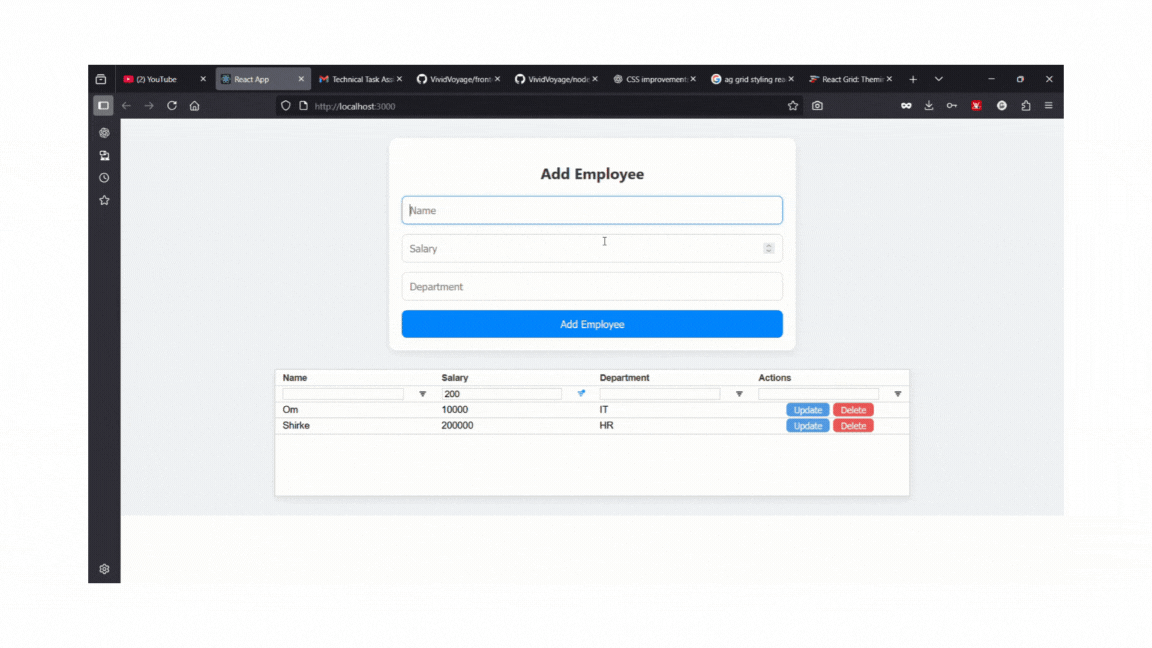 (2) YouTube React App Technical Task Ass VividVoyage/front VividVoyage/node CSS improvement ag grid styling rea React Grid: Themi
http://localhost:3000
Add Employee
Name
Salary
Department
Add Employee
Name Salary Department Actions
200
Om 10000 IT Update Delete
Shirke 200000 HR Update Delete